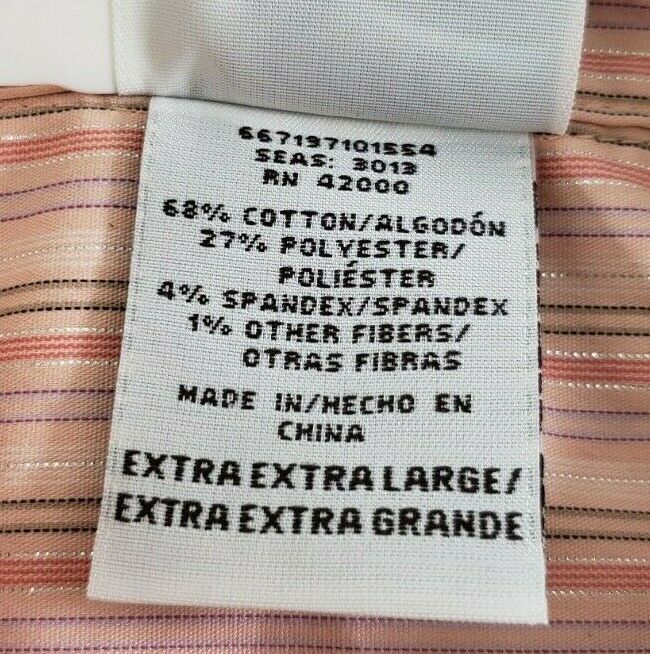 667197101554
SEAS: 3013
RN 42000
68% COTTON/ALGODÓN
27% POLYESTER/
POLIÉSTER
4% SPANDEX/SPANDEX
1% OTHER FIBERS/
OTRAS FIBRAS
MADE IN/HECHO EN
CHINA
EXTRA EXTRA LARGE/
EXTRA EXTRA GRANDE